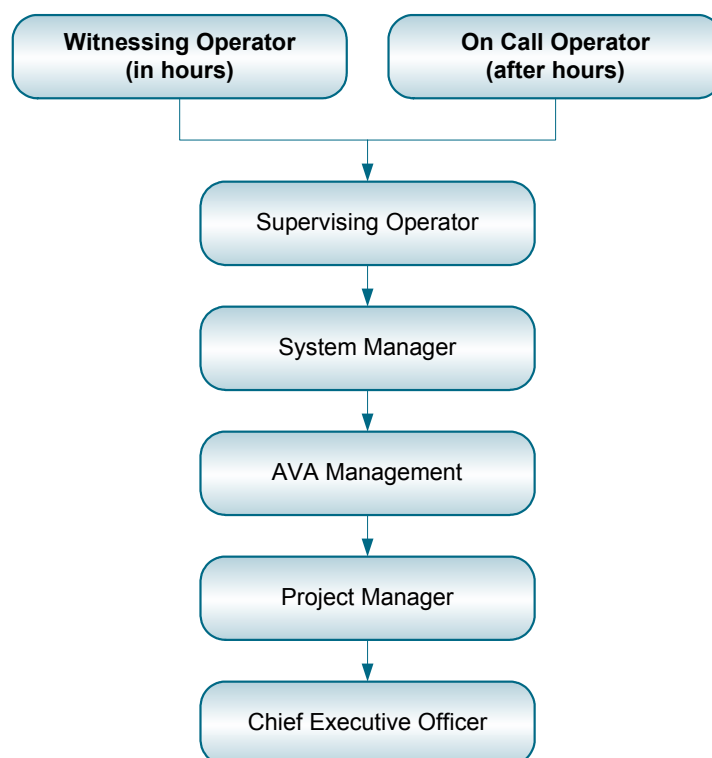 Witnessing Operator
(in hours)
On Call Operator
(after hours)
Supervising Operator
System Manager
AVA Management
Project Manager
Chief Executive Officer